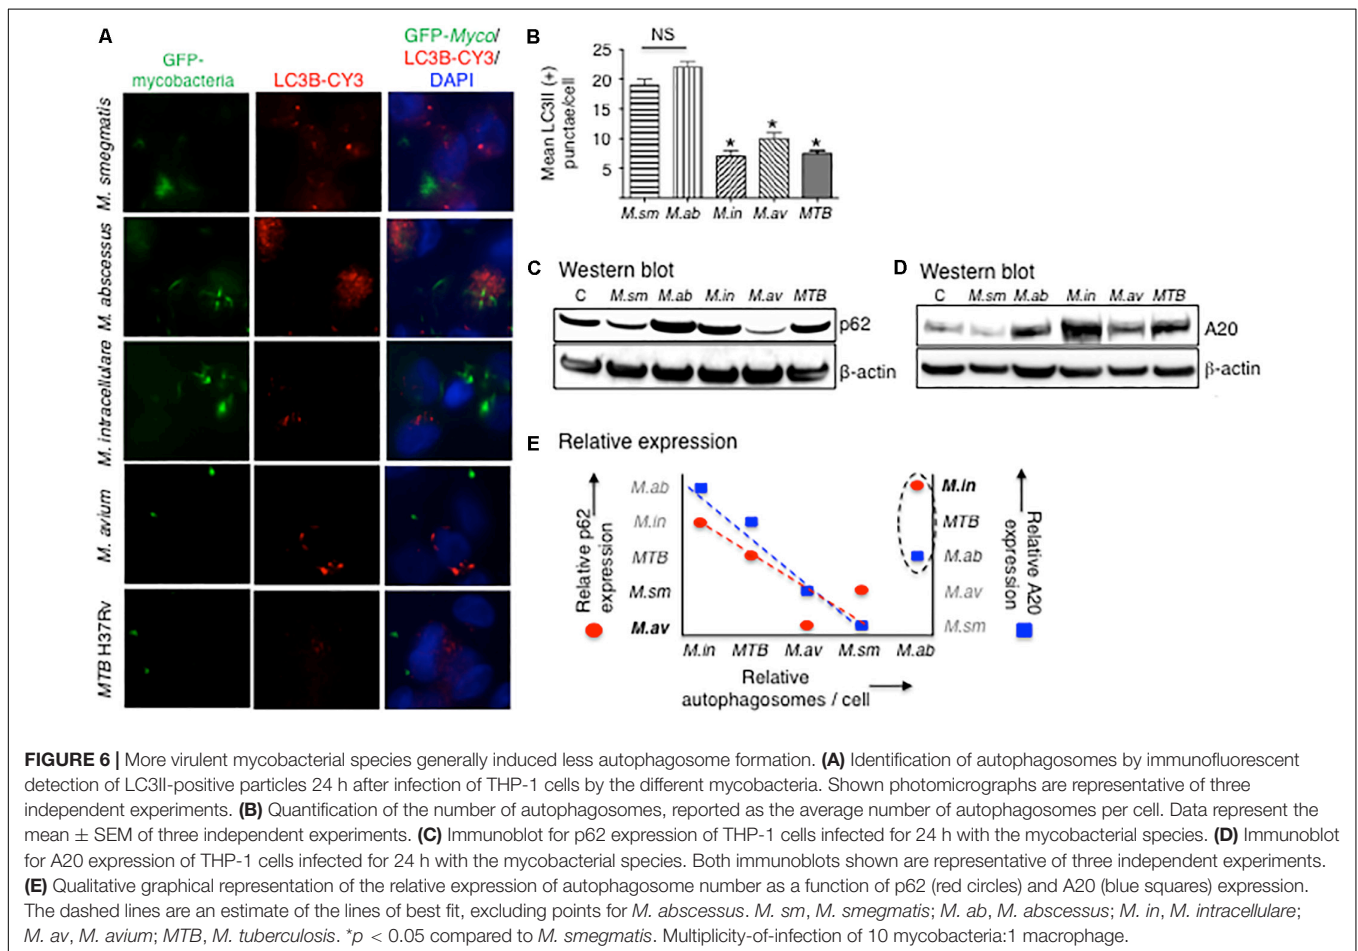 A
GFP-
mycobacteria
LC3B-CY3
GFP-Myco/
LC3B-CY3/
DAPI
M. smegmatis
M. abscessus
M. intracellulare
M. avium
MTB H37Rv
B
NS
Mean LC3II (+)
punctae/cell
25
20
15
10
5
* * *
M.sm M.ab M.in M.av MTB
C Western blot
C M.sm M.ab M.in M.av MTB
p62
β-actin
D Western blot
C M.sm M.ab M.in M.av MTB
A20
β-actin
E Relative expression
Relative p62
expression
M.ab
M.in
MTB
M.sm
M.av
M.in
MTB
M.ab
M.av
M.sm
Relative A20
expression
M.in MTB M.av M.sm M.ab
Relative
autophagosomes / cell
FIGURE 6 | More virulent mycobacterial species generally induced less autophagosome formation. (A) Identification of autophagosomes by immunofluorescent
detection of LC3II-positive particles 24 h after infection of THP-1 cells by the different mycobacteria. Shown photomicrographs are representative of three
independent experiments. (B) Quantification of the number of autophagosomes, reported as the average number of autophagosomes per cell. Data represent the
mean ± SEM of three independent experiments. (C) Immunoblot for p62 expression of THP-1 cells infected for 24 h with the mycobacterial species. (D) Immunoblot
for A20 expression of THP-1 cells infected for 24 h with the mycobacterial species. Both immunoblots shown are representative of three independent experiments.
(E) Qualitative graphical representation of the relative expression of autophagosome number as a function of p62 (red circles) and A20 (blue squares) expression.
The dashed lines are an estimate of the lines of best fit, excluding points for M. abscessus. M. sm, M. smegmatis; M. ab, M. abscessus; M. in, M. intracellulare;
M. av, M. avium; MTB, M. tuberculosis. *p < 0.05 compared to M. smegmatis. Multiplicity-of-infection of 10 mycobacteria:1 macrophage.